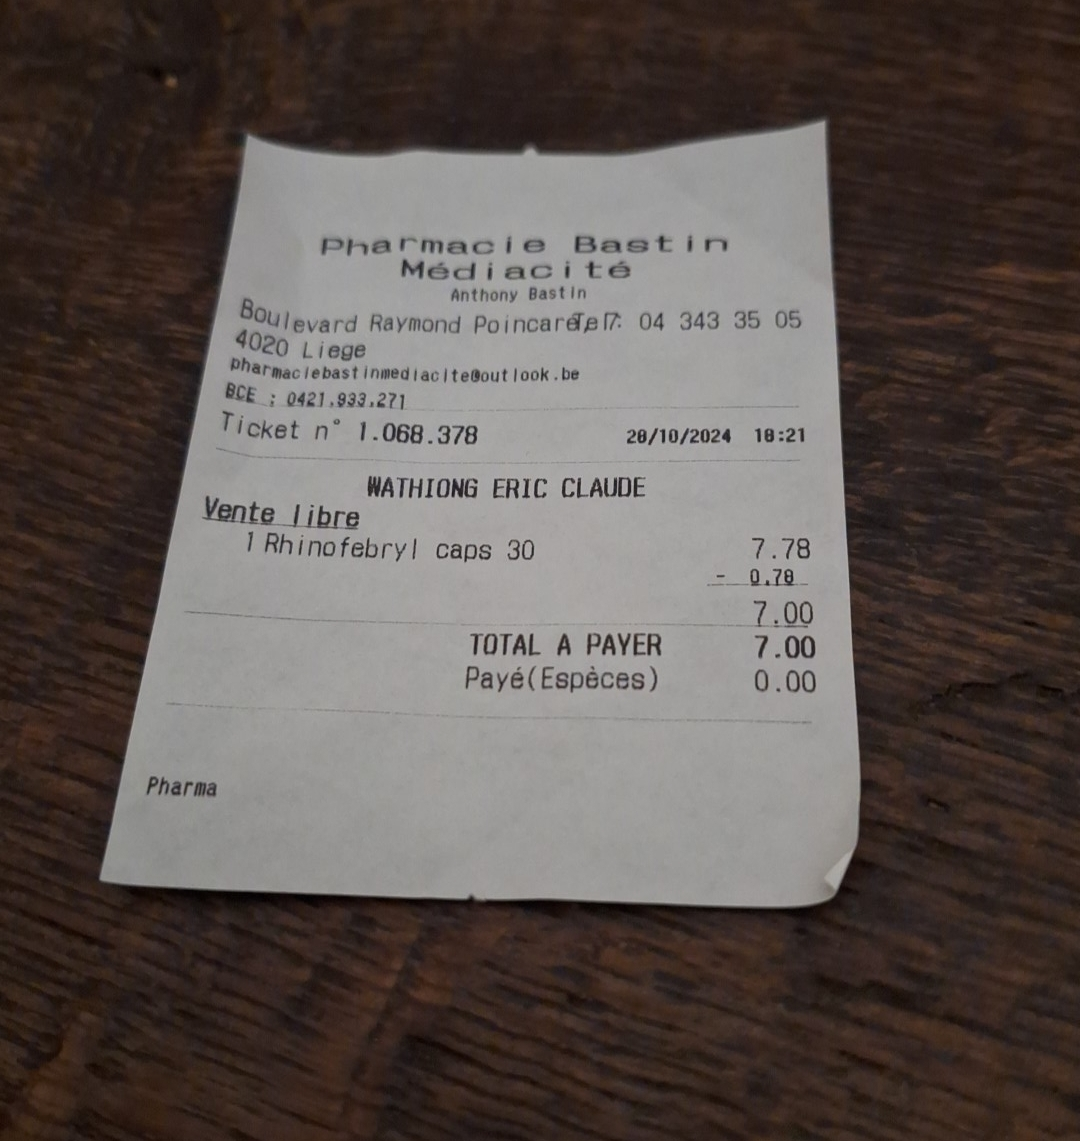 Pharmacie Bastin
Médiacité
Anthony Bastin
Boulevard Raymond Poincaré 7 Tel: 04 343 35 05
4020 Liege
pharmaciebastinmediacite@outlook.be
BCE : 0421.933.271
Ticket n° 1.068.378 28/10/2024 18:21
WATHIONG ERIC CLAUDE
Vente libre
1 Rhinofebryl caps 30 7.78
- 0.78
7.00
TOTAL A PAYER 7.00
Payé(Espèces) 0.00
Pharma